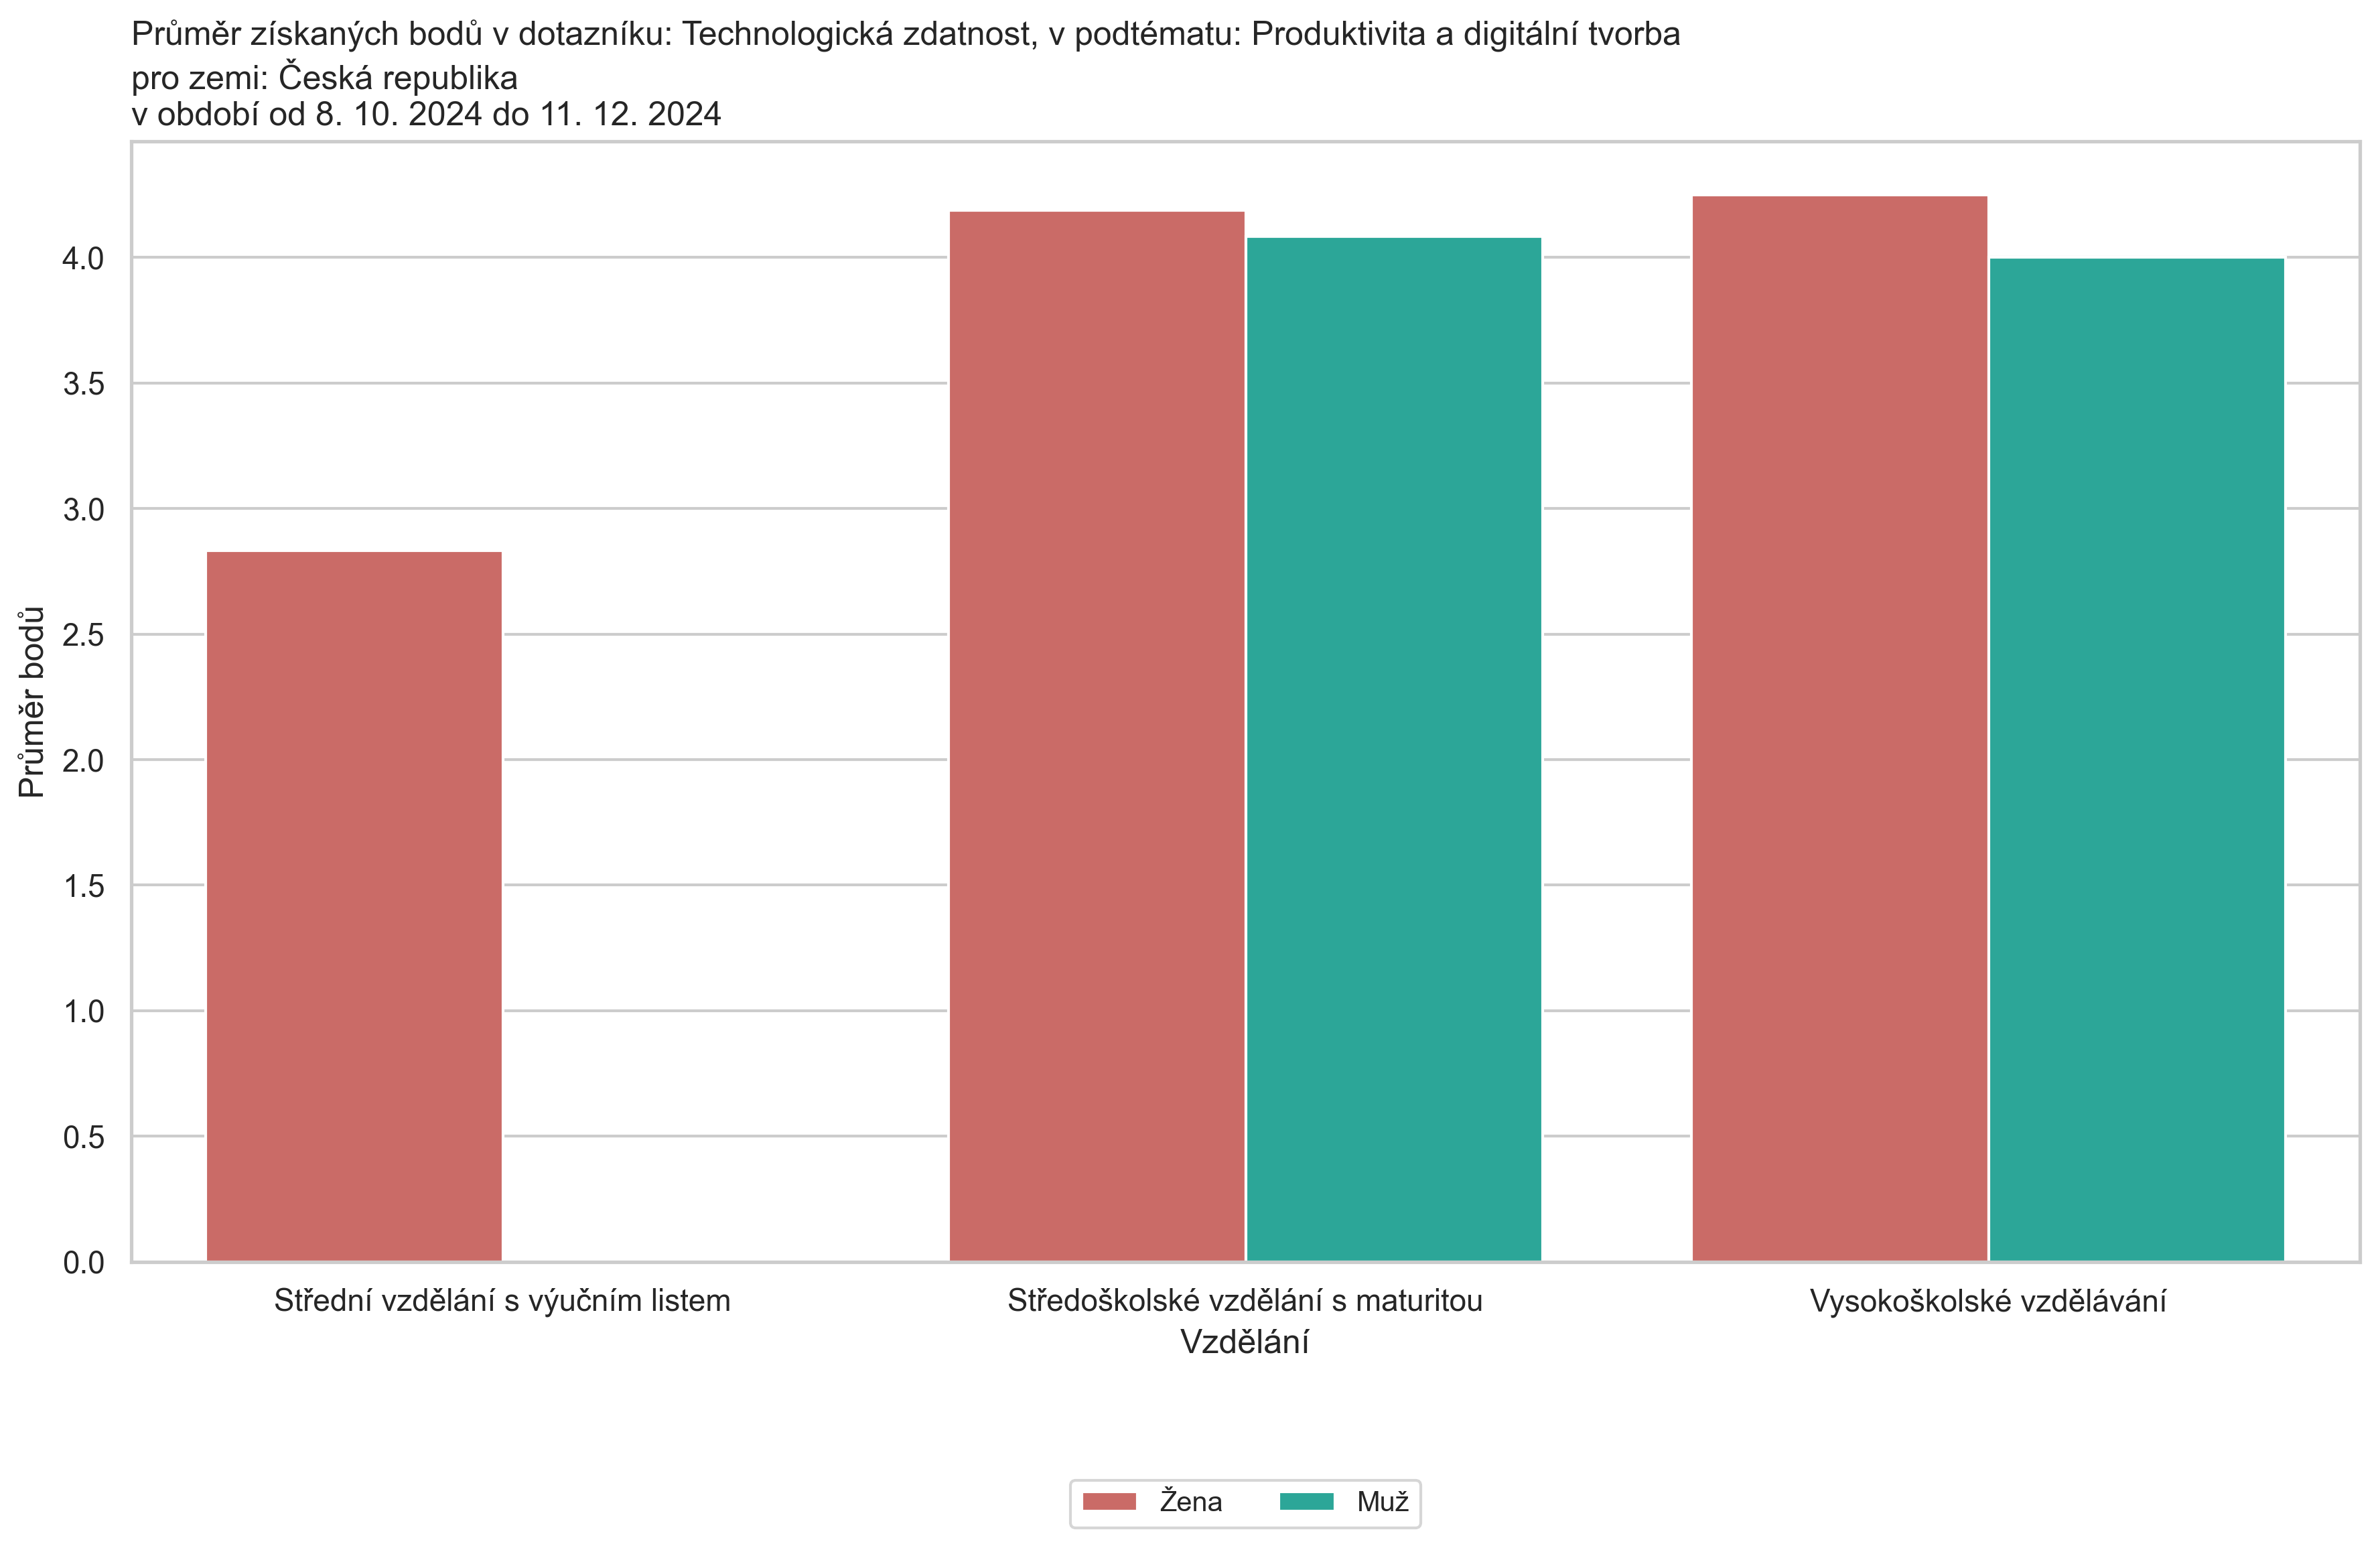 Průměr získaných bodů v dotazníku: Technologická zdatnost, v podtématu: Produktivita a digitální tvorba
pro zemi: Česká republika
v období od 8. 10. 2024 do 11. 12. 2024
4.0
3.5
3.0
2.5
2.0
1.5
1.0
0.5
0.0
Průměr bodů
Střední vzdělání s výučním listem
Středoškolské vzdělání s maturitou
Vysokoškolské vzdělávání
Vzdělání
Žena
Muž